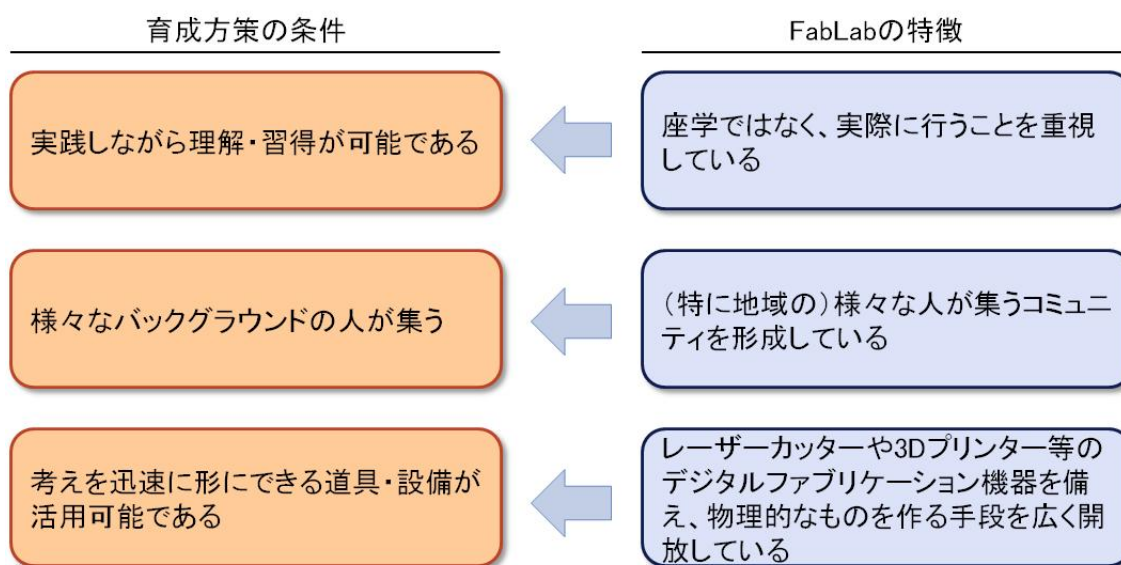 育成方策の条件
FabLabの特徴
実践しながら理解・習得が可能である
座学ではなく、実際に行うことを重視
している
様々なバックグラウンドの人が集う
（特に地域の）様々な人が集うコミュニ
ティを形成している
考えを迅速に形にできる道具・設備が
活用可能である
レーザーカッターや3Dプリンター等の
デジタルファブリケーション機器を備
え、物理的なものを作る手段を広く開
放している